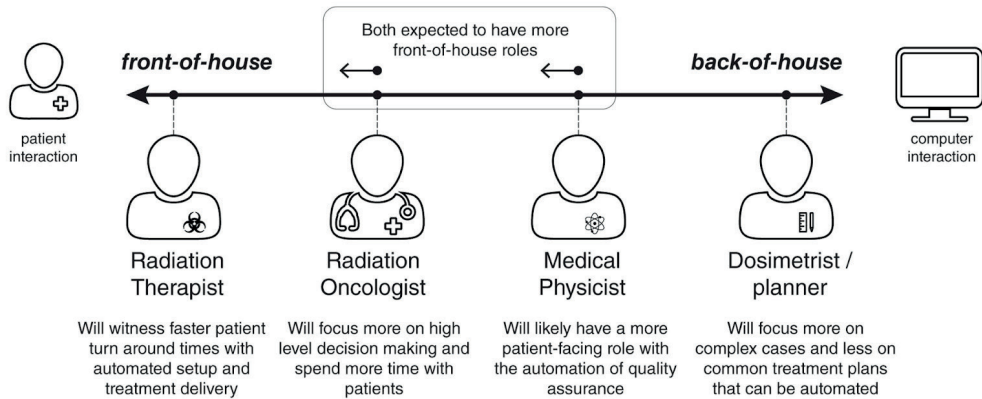 Both expected to have more
front-of-house roles
front-of-house
back-of-house
patient
interaction
computer
interaction
Radiation
Therapist
Will witness faster patient
turn around times with
automated setup and
treatment delivery
Radiation
Oncologist
Will focus more on high
level decision making and
spend more time with
patients
Medical
Physicist
Will likely have a more
patient-facing role with
the automation of quality
assurance
Dosimetrist /
planner
Will focus more on
complex cases and less on
common treatment plans
that can be automated